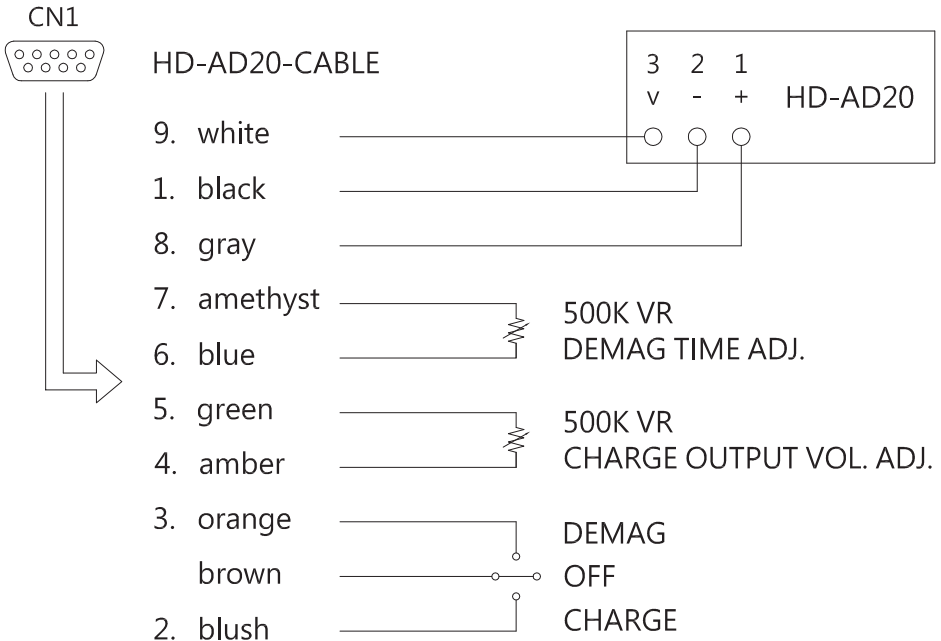 CN1
HD-AD20-CABLE
3 2 1
v - + HD-AD20
9. white
1. black
8. gray
7. amethyst
500K VR
6. blue
DEMAG TIME ADJ.
5. green
500K VR
4. amber
CHARGE OUTPUT VOL. ADJ.
3. orange
DEMAG
brown
OFF
2. blush
CHARGE